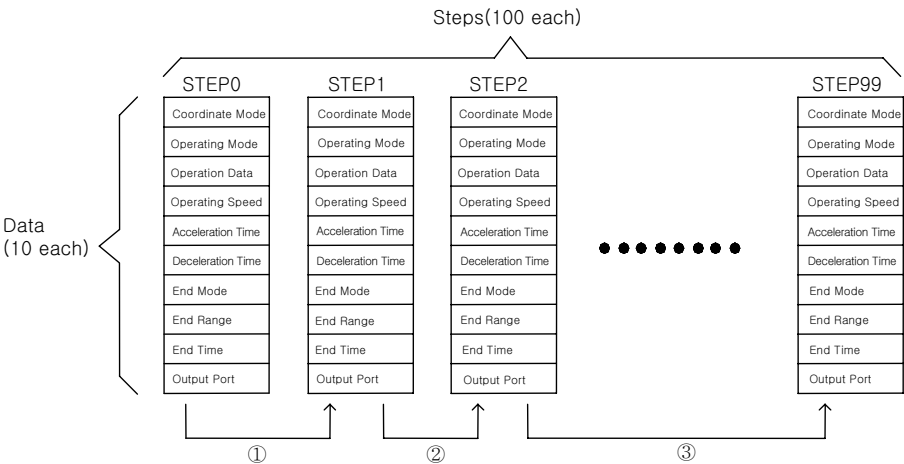 Steps(100 each)
STEP0 STEP1 STEP2 STEP99
Coordinate Mode Coordinate Mode Coordinate Mode Coordinate Mode
Operating Mode Operating Mode Operating Mode Operating Mode
Operation Data Operation Data Operation Data Operation Data
Operating Speed Operating Speed Operating Speed Operating Speed
Data
(10 each)
Acceleration Time Acceleration Time Acceleration Time Acceleration Time
Deceleration Time Deceleration Time Deceleration Time Deceleration Time
End Mode End Mode End Mode End Mode
End Range End Range End Range End Range
End Time End Time End Time End Time
Output Port Output Port Output Port Output Port
① ② ③